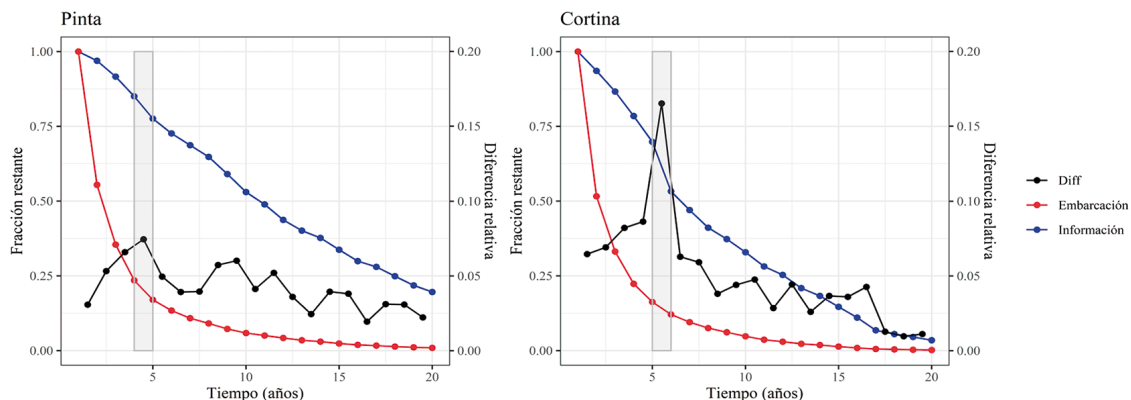 Pinta
Cortina
1.00
0.75
0.50
0.25
0.00
Fracción restante
0.20
0.15
0.10
0.05
0.00
Diferencia relativa
5
10
15
20
Tiempo (años)
1.00
0.75
0.50
0.25
0.00
Fracción restante
0.20
0.15
0.10
0.05
0.00
Diferencia relativa
5
10
15
20
Tiempo (años)
Diff
Embarcación
Información